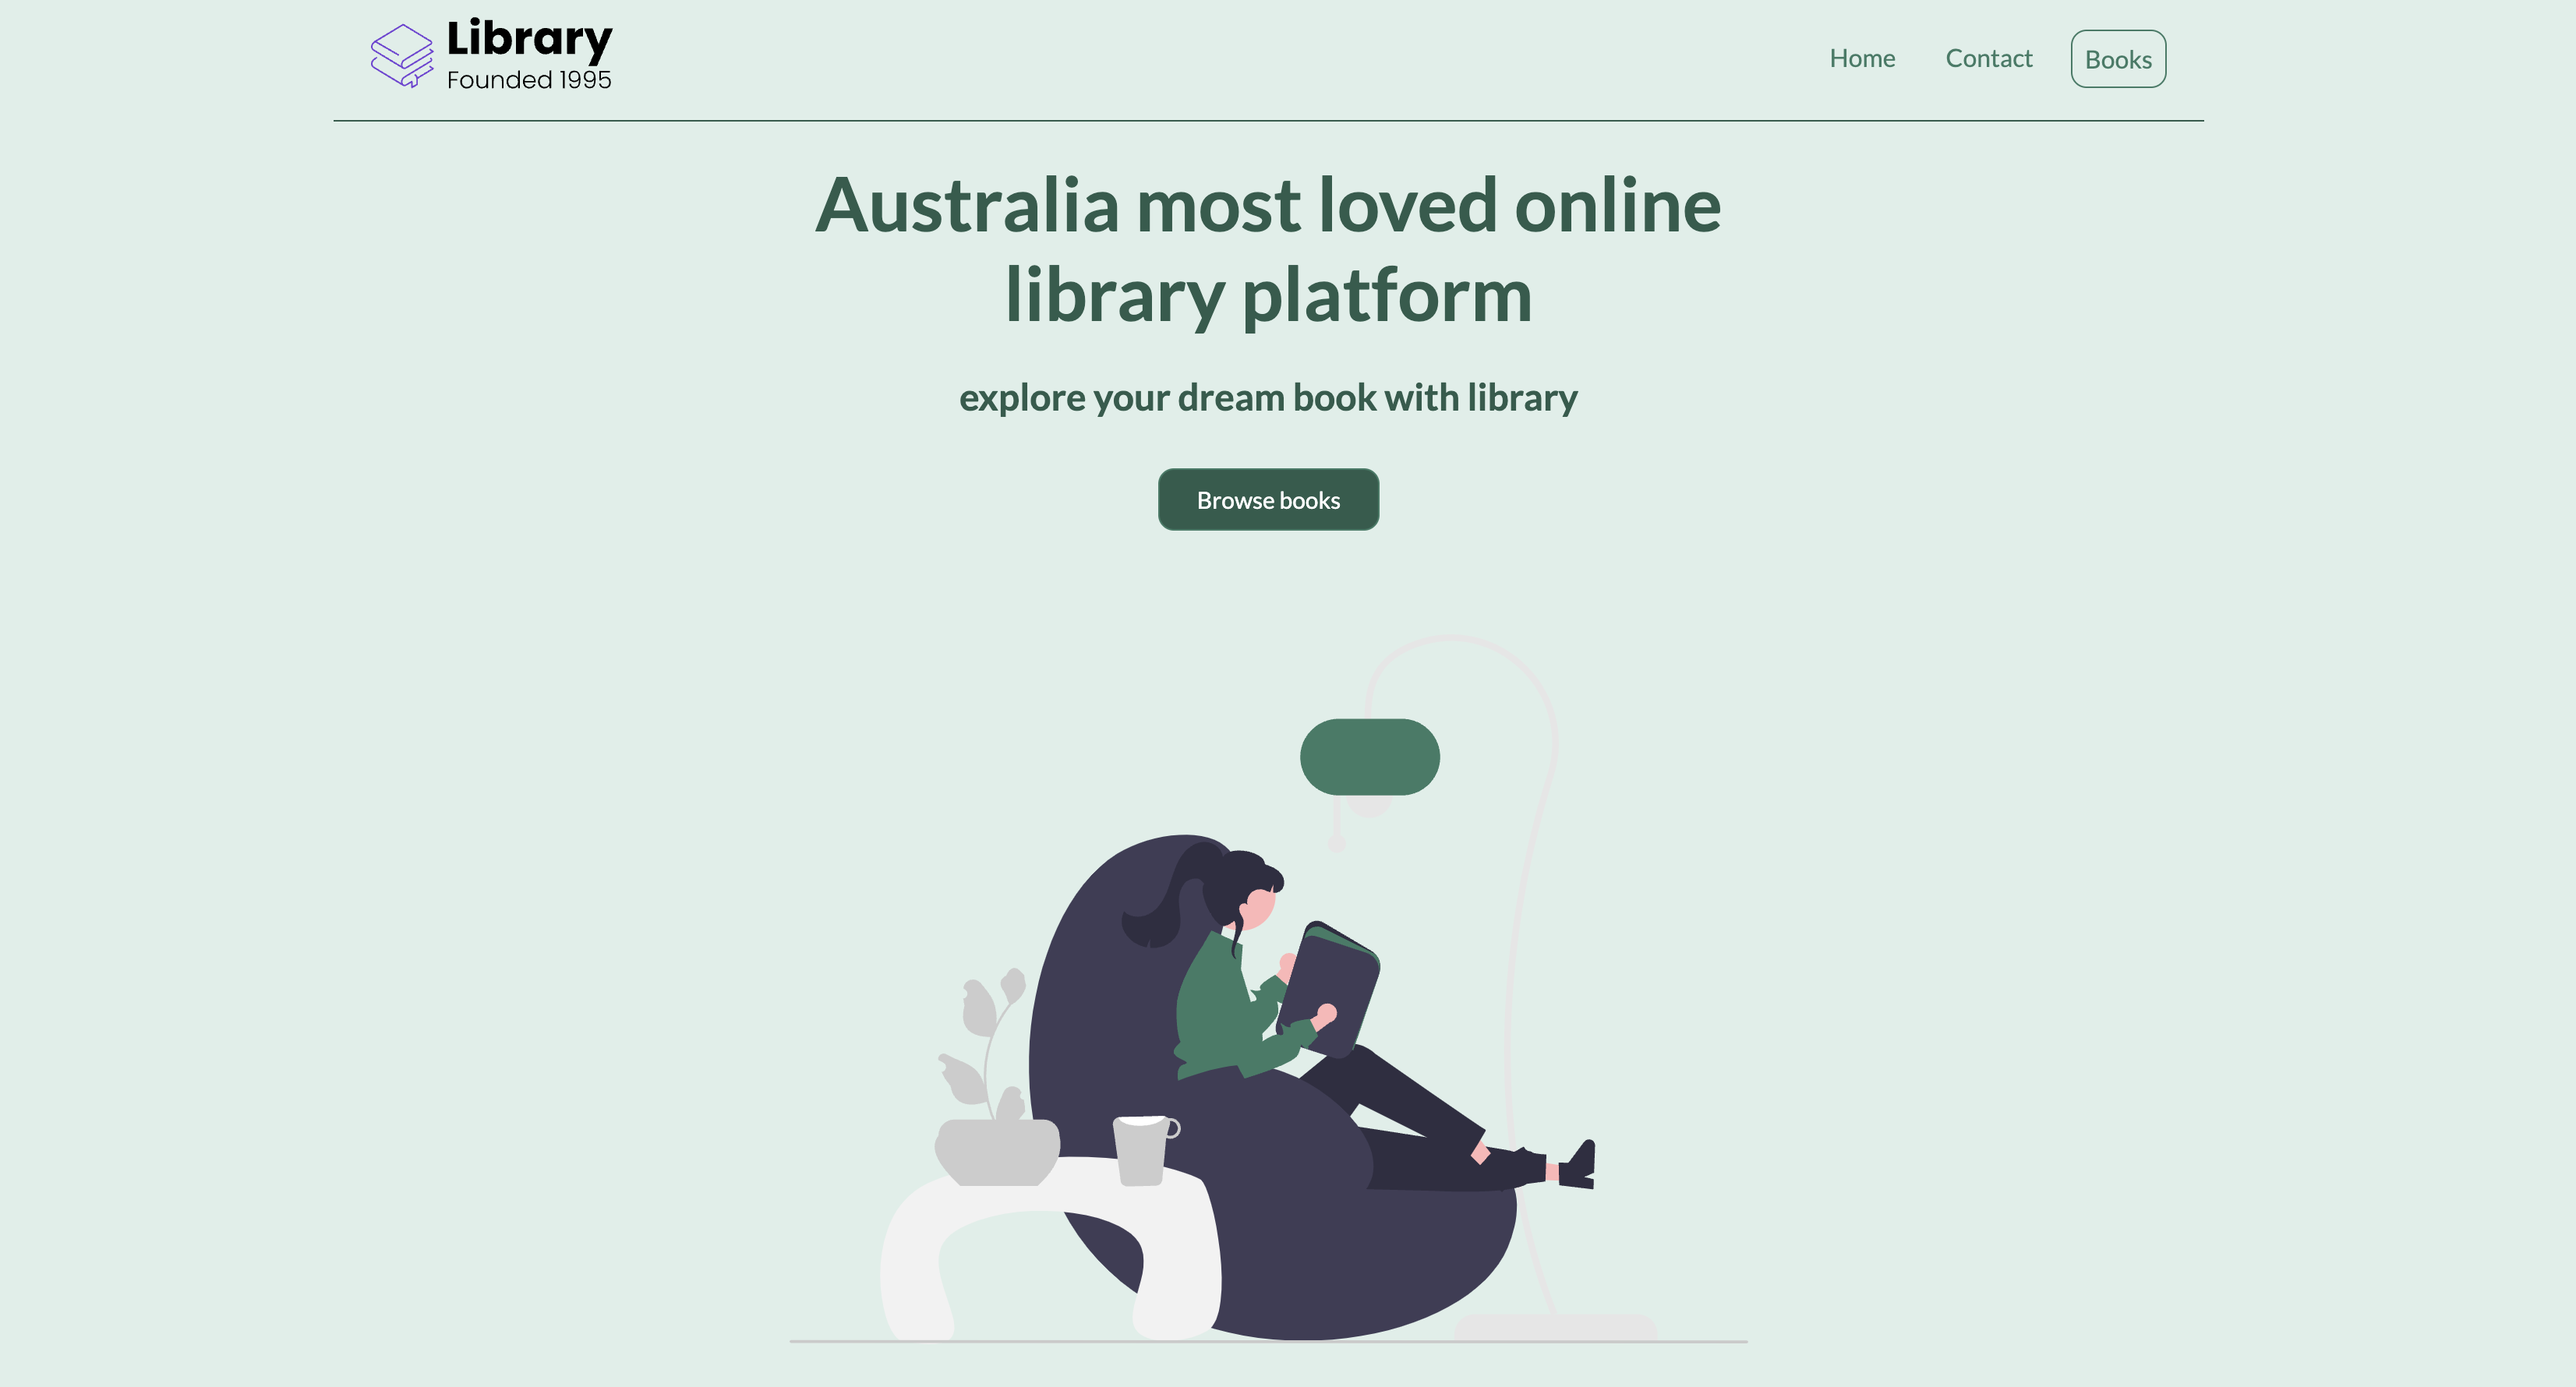 Library
Founded 1995
Home
Contact
Books
Australia most loved online
library platform
explore your dream book with library
Browse books